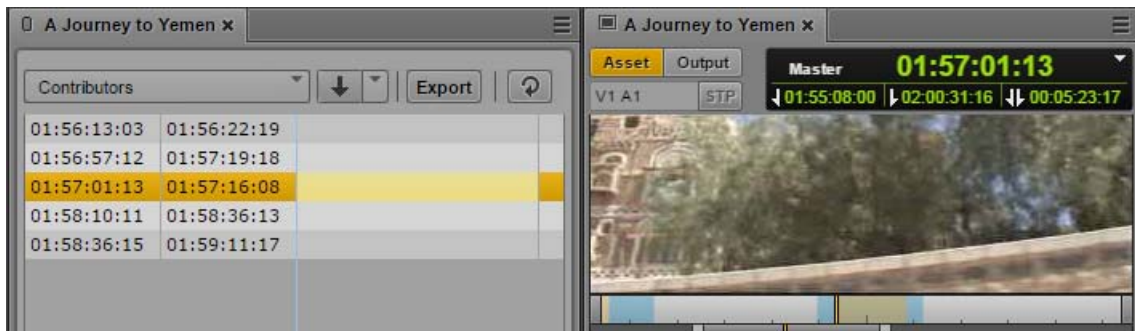 A Journey to Yemen ×
Contributors
Export
01:56:13:03 01:56:22:19
01:56:57:12 01:57:19:18
01:57:01:13 01:57:16:08
01:58:10:11 01:58:36:13
01:58:36:15 01:59:11:17
A Journey to Yemen ×
Asset Output Master 01:57:01:13
V1 A1 STP 01:55:08:00 02:00:31:16 00:05:23:17